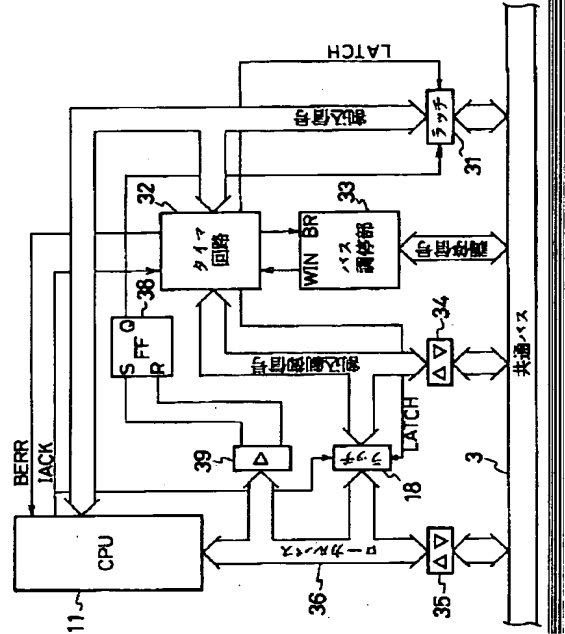 BERR
IACK
CPU
11
S
Q
FF
R
38
39
32
タイマ
回路
WIN
BR
バス
調停部
33
LATCH
割込信号
ラッチ
31
割込制御信号
調停信号
ラッチ
18
LATCH
ローカルバス
36
35
34
3
共通バス